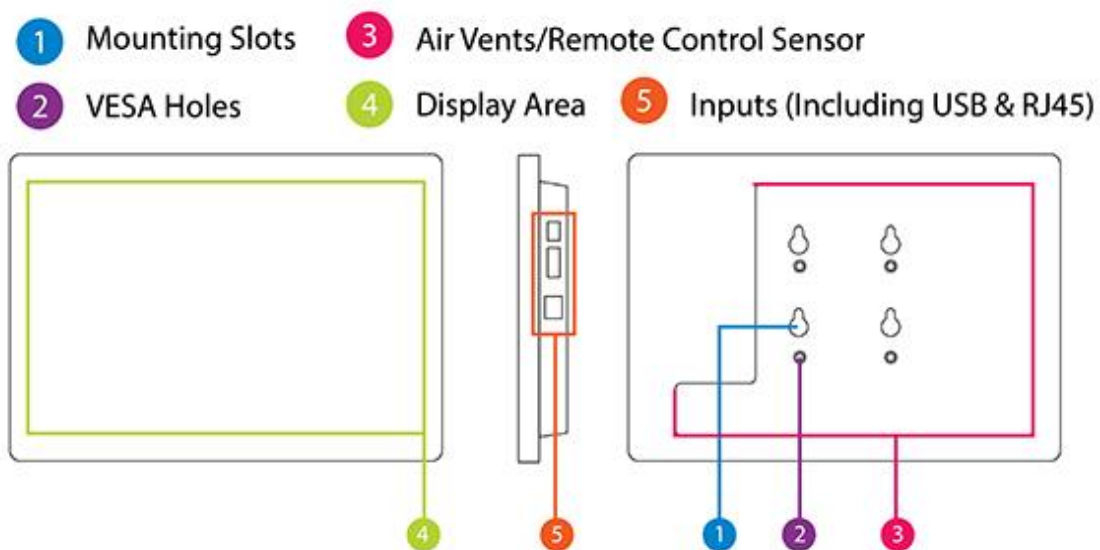 1 Mounting Slots 3 Air Vents/Remote Control Sensor
2 VESA Holes 4 Display Area 5 Inputs (Including USB & RJ45)
4 5 1 2 3